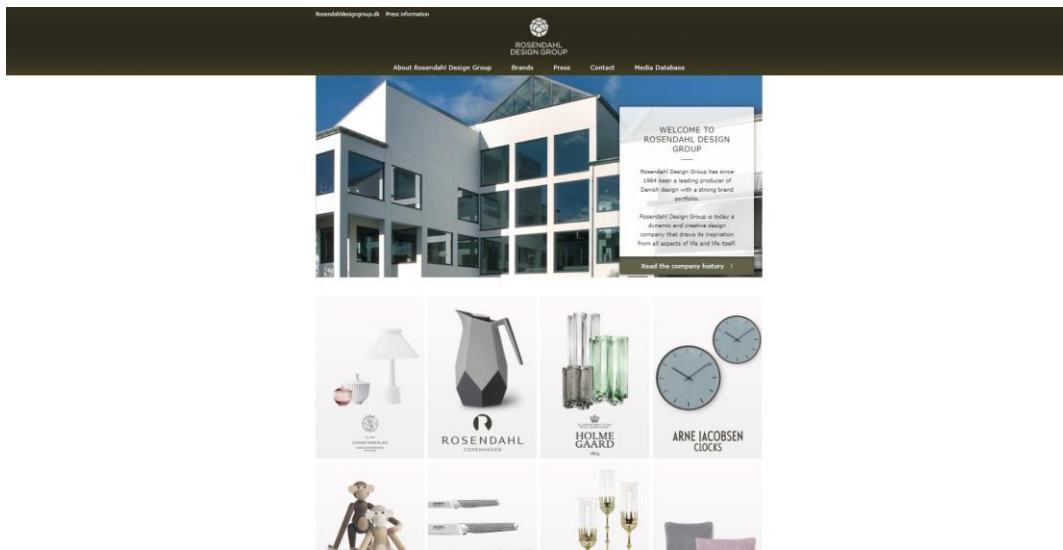 Rosendahldesigngroup.dk Press information
ROSENDAHL
DESIGN GROUP
About Rosendahl Design Group Brands Press Contact Media Database
WELCOME TO
ROSENDAHL DESIGN
GROUP
Rosendahl Design Group has since
1984 been a leading producer of
Danish design with a strong brand
portfolio.
Rosendahl Design Group is today a
dynamic and creative design
company that draws its inspiration
from all aspects of life and life itself.
Read the company history
ROSENDAHL
COPENHAGEN
HOLME
GAARD
1825
ARNE JACOBSEN
CLOCKS